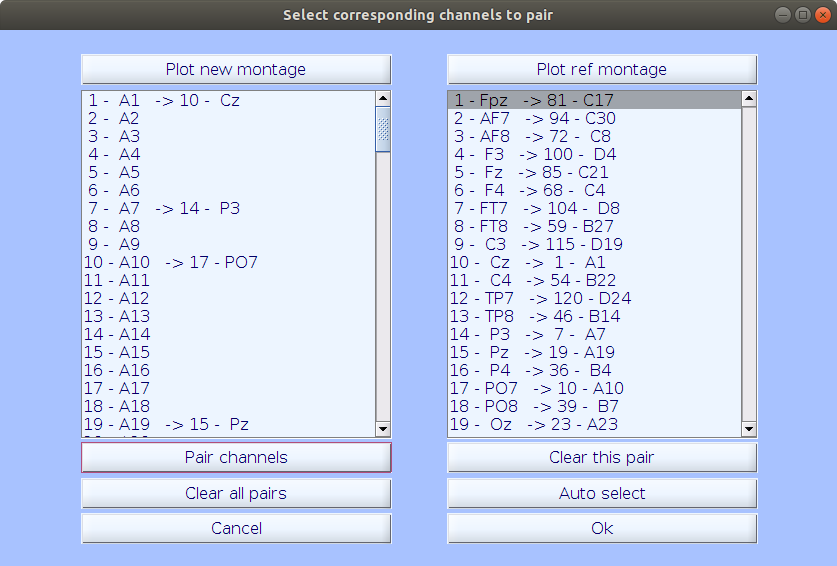 Select corresponding channels to pair
Plot new montage
1 - A1 -> 10 - Cz
2 - A2
3 - A3
4 - A4
5 - A5
6 - A6
7 - A7 -> 14 - P3
8 - A8
9 - A9
10 - A10 -> 17 - PO7
11 - A11
12 - A12
13 - A13
14 - A14
15 - A15
16 - A16
17 - A17
18 - A18
19 - A19 -> 15 - Pz
Plot ref montage
1 - Fpz -> 81 - C17
2 - AF7 -> 94 - C30
3 - AF8 -> 72 - C8
4 - F3 -> 100 - D4
5 - Fz -> 85 - C21
6 - F4 -> 68 - C4
7 - FT7 -> 104 - D8
8 - FT8 -> 59 - B27
9 - C3 -> 115 - D19
10 - Cz -> 1 - A1
11 - C4 -> 54 - B22
12 - TP7 -> 120 - D24
13 - TP8 -> 46 - B14
14 - P3 -> 7 - A7
15 - Pz -> 19 - A19
16 - P4 -> 36 - B4
17 - PO7 -> 10 - A10
18 - PO8 -> 39 - B7
19 - Oz -> 23 - A23
Pair channels
Clear this pair
Clear all pairs
Auto select
Cancel
Ok